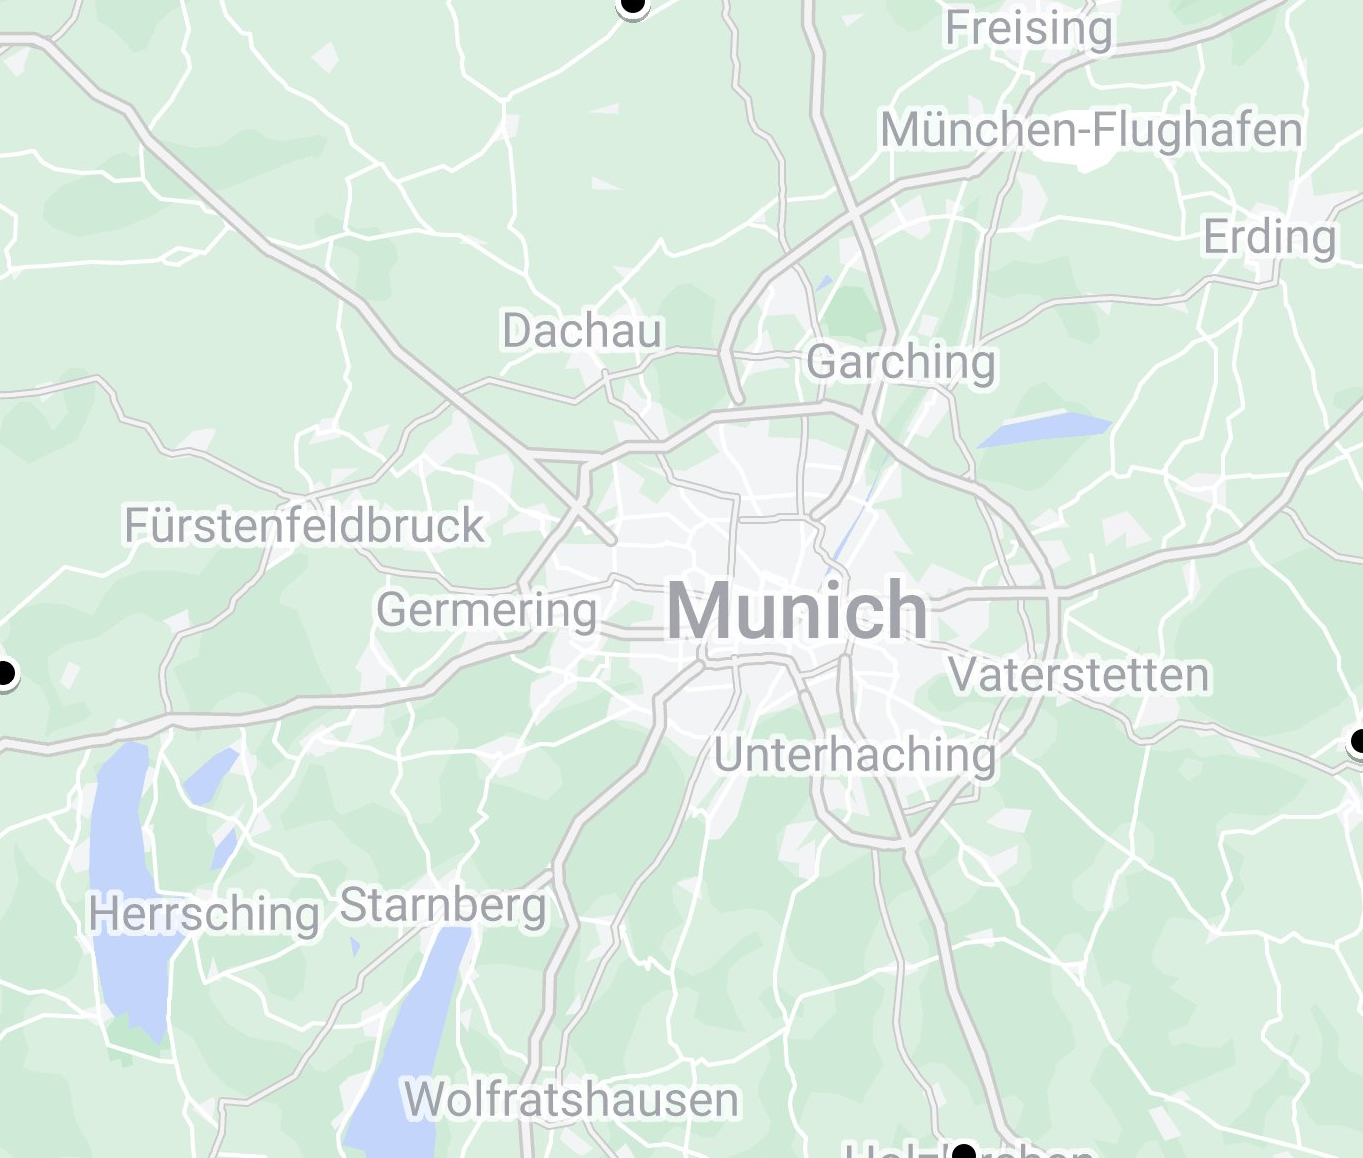 Freising
München-Flughafen
Erding
Dachau
Garching
Fürstenfeldbruck
Germering
Munich
Vaterstetten
Unterhaching
Herrsching
Starnberg
Wolfratshausen